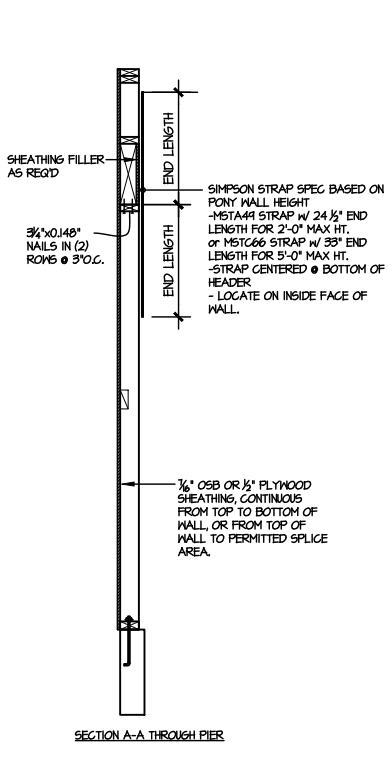 SHEATHING FILLER
AS REQ'D
END LENGTH
END LENGTH
SIMPSON STRAP SPEC BASED ON
PONY WALL HEIGHT
-MSTA49 STRAP w/ 24 ½" END
LENGTH FOR 2'-0" MAX HT.
or MSTC66 STRAP w/ 33" END
LENGTH FOR 5'-0" MAX HT.
-STRAP CENTERED @ BOTTOM OF
HEADER
- LOCATE ON INSIDE FACE OF
WALL.
3¼"x0.148"
NAILS IN (2)
ROWS @ 3"O.C.
7/16" OSB OR ½" PLYWOOD
SHEATHING, CONTINUOUS
FROM TOP TO BOTTOM OF
WALL, OR FROM TOP OF
WALL TO PERMITTED SPLICE
AREA.
SECTION A-A THROUGH PIER